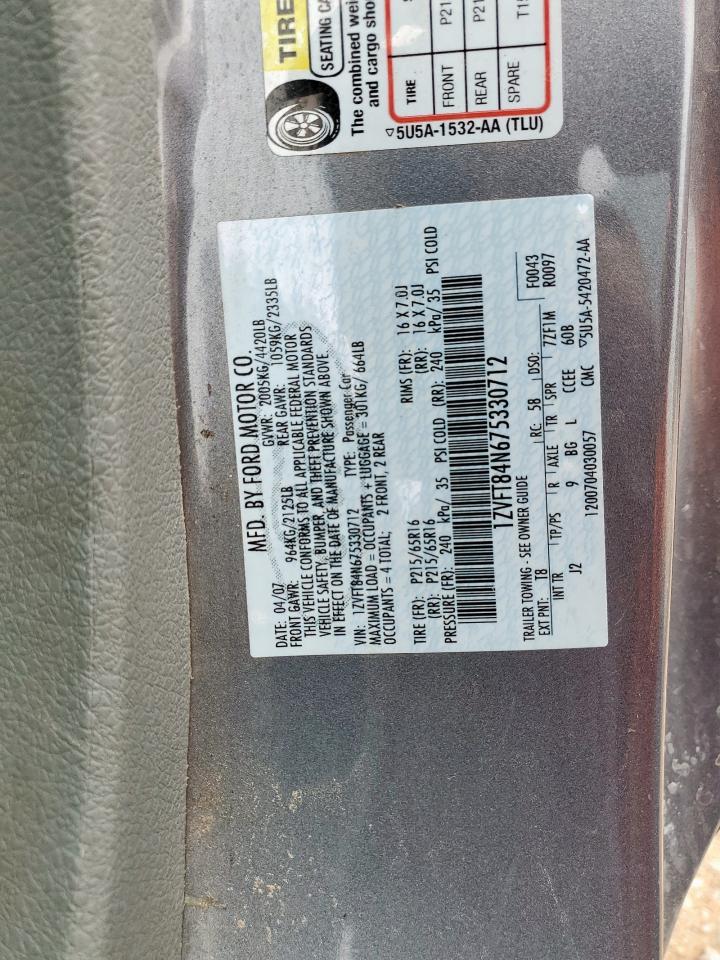 MFD. BY FORD MOTOR CO.
DATE: 04/07 GVWR: 2005KG/4420LB
FRONT GAWR: 964KG/2125LB REAR GAWR: 1059KG/2335LB
THIS VEHICLE CONFORMS TO ALL APPLICABLE FEDERAL MOTOR
VEHICLE SAFETY, BUMPER, AND THEFT PREVENTION STANDARDS
IN EFFECT ON THE DATE OF MANUFACTURE SHOWN ABOVE.
VIN: 1ZVFT84N675330712 TYPE: Passenger Car
MAXIMUM LOAD = OCCUPANTS + LUGGAGE = 301KG/ 664LB
OCCUPANTS = 4 TOTAL; 2 FRONT, 2 REAR
TIRE (FR): P215/65R16 RIMS (FR): 16 X 7.0J
(RR): P215/65R16 (RR): 16 X 7.0J
PRESSURE (FR): 240 kPa/ 35 PSI COLD (RR): 240 kPa/ 35 PSI COLD
1ZVFT84N675330712
TRAILER TOWING - SEE OWNER GUIDE
F0043
EXT PNT: T8 RC: 5B DSO: R0097
INT TR TP/PS R AXLE TR SPR 7ZF1M
J2 9 BG L CCEE 60B
1200704030057 CMC ▽5U5A-5420472-AA
TIRE
SEATING CA
The combined wei
and cargo sho
TIRE
FRONT P21
REAR P21
SPARE T1
▽5U5A-1532-AA (TLU)